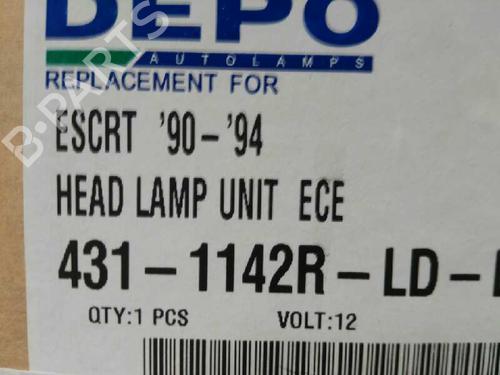 DEPO
AUTOLAMPS
REPLACEMENT FOR
ESCRT '90-'94
HEAD LAMP UNIT ECE
431-1142R-LD-
QTY:1 PCS VOLT:12
B-PARTS